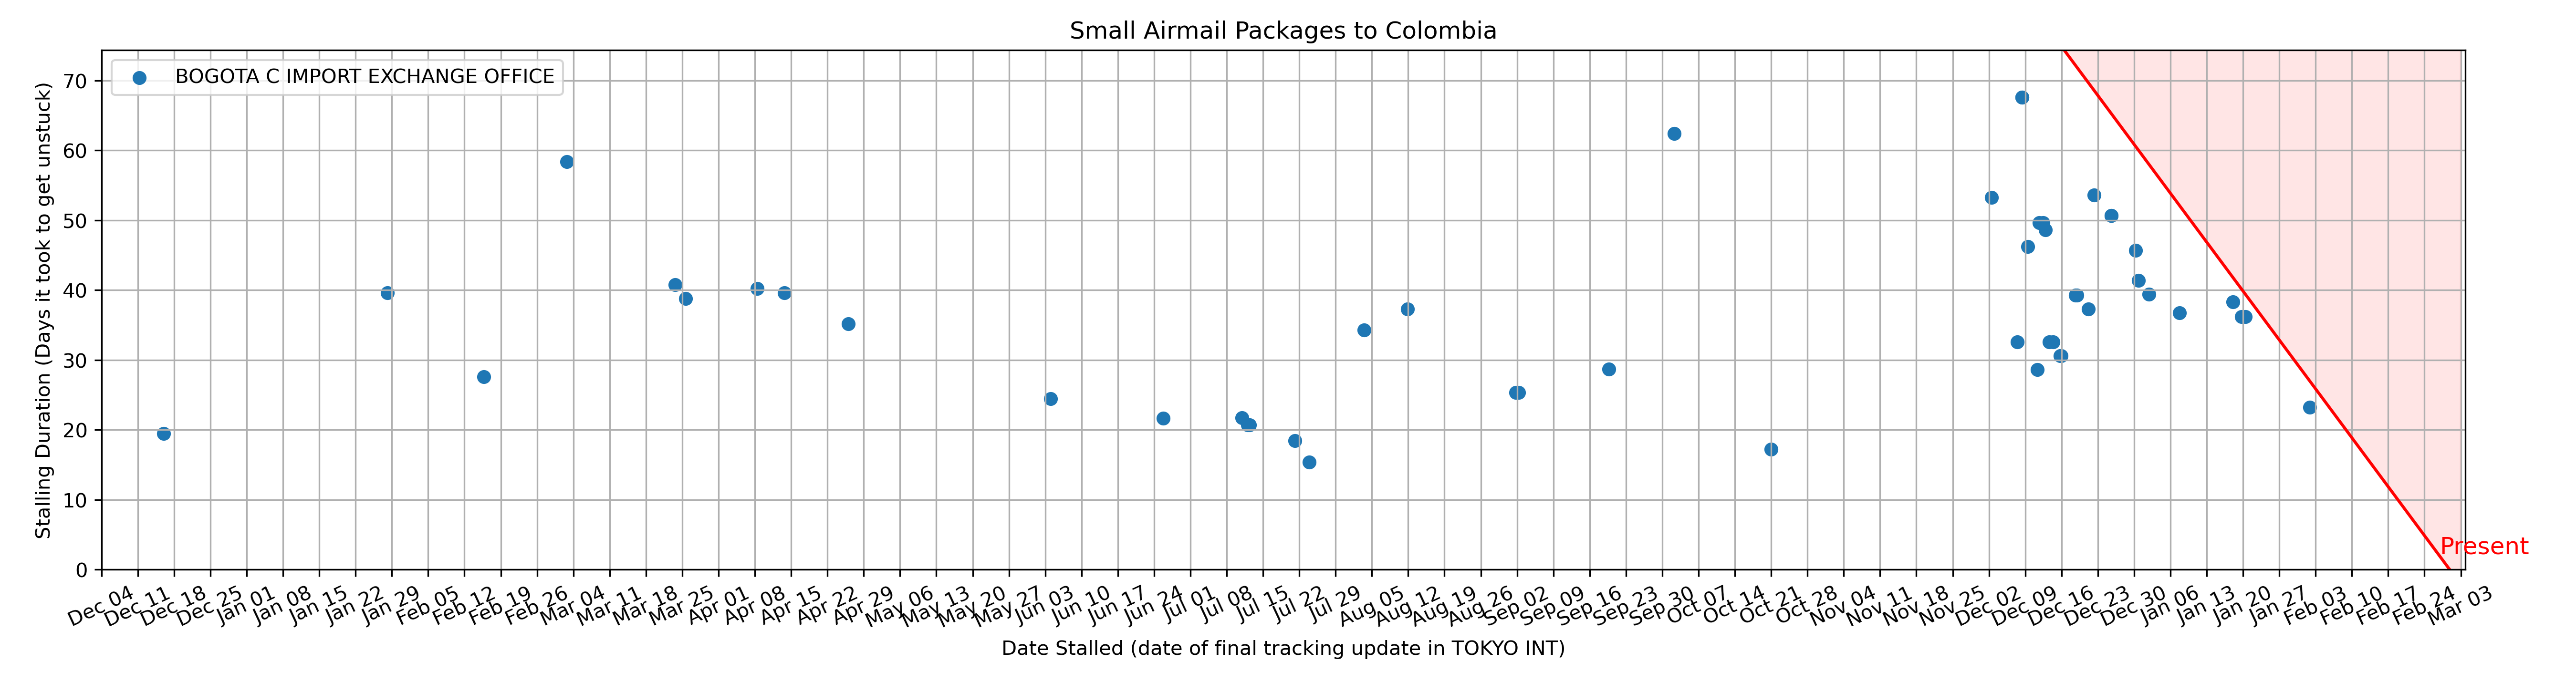 Small Airmail Packages to Colombia
BOGOTA C IMPORT EXCHANGE OFFICE
Stalling Duration (Days it took to get unstuck)
70
60
50
40
30
20
10
0
Present
Dec 04
Dec 11
Dec 18
Dec 25
Jan 01
Jan 08
Jan 15
Jan 22
Jan 29
Feb 05
Feb 12
Feb 19
Feb 26
Mar 04
Mar 11
Mar 18
Mar 25
Apr 01
Apr 08
Apr 15
Apr 22
Apr 29
May 06
May 13
May 20
May 27
Jun 03
Jun 10
Jun 17
Jun 24
Jul 01
Jul 08
Jul 15
Jul 22
Jul 29
Aug 05
Aug 12
Aug 19
Aug 26
Sep 02
Sep 09
Sep 16
Sep 23
Sep 30
Oct 07
Oct 14
Oct 21
Oct 28
Nov 04
Nov 11
Nov 18
Nov 25
Dec 02
Dec 09
Dec 16
Dec 23
Dec 30
Jan 06
Jan 13
Jan 20
Jan 27
Feb 03
Feb 10
Feb 17
Feb 24
Mar 03
Date Stalled (date of final tracking update in TOKYO INT)